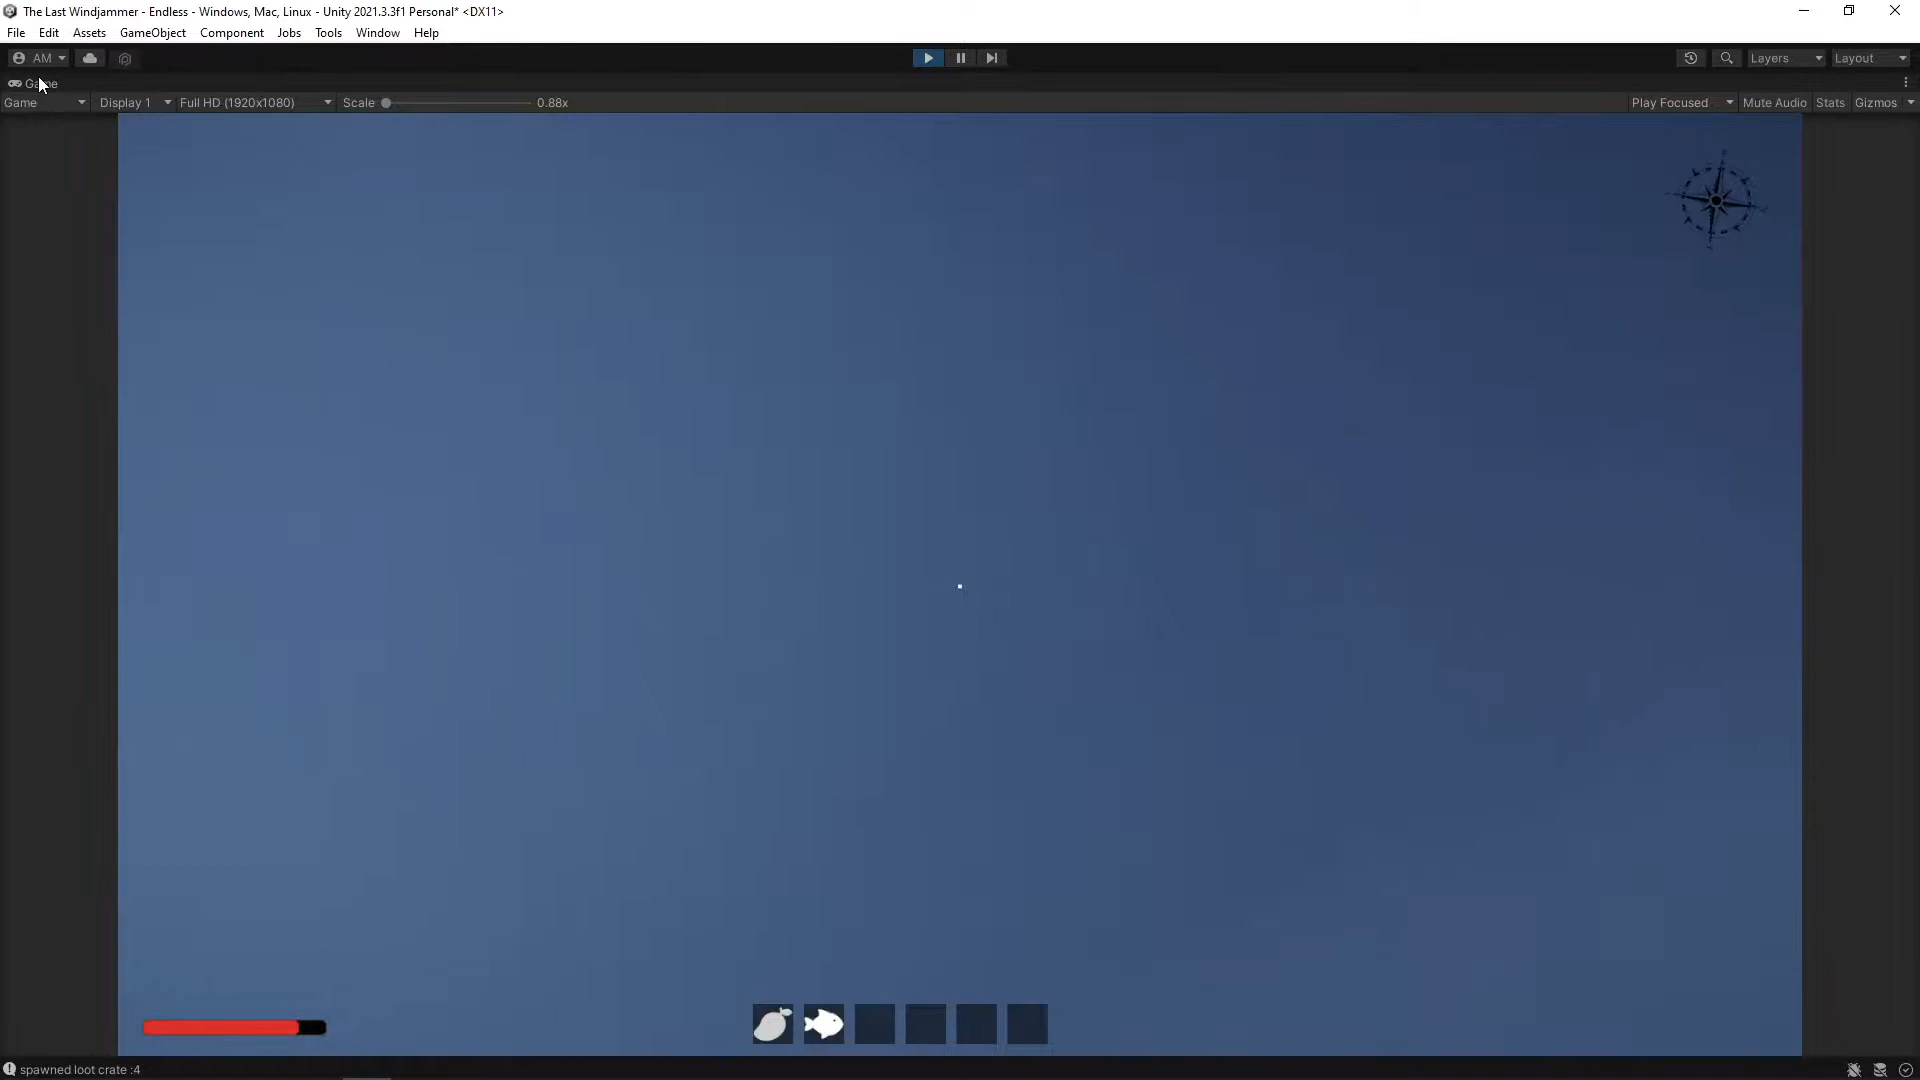 The Last Windjammer - Endless - Windows, Mac, Linux - Unity 2021.3.3f1 Personal* <DX11>
File Edit Assets GameObject Component Jobs Tools Window Help
AM Layers Layout
Game
Game Display 1 Full HD (1920x1080) Scale 0.88x Play Focused Mute Audio Stats Gizmos
spawned loot crate :4